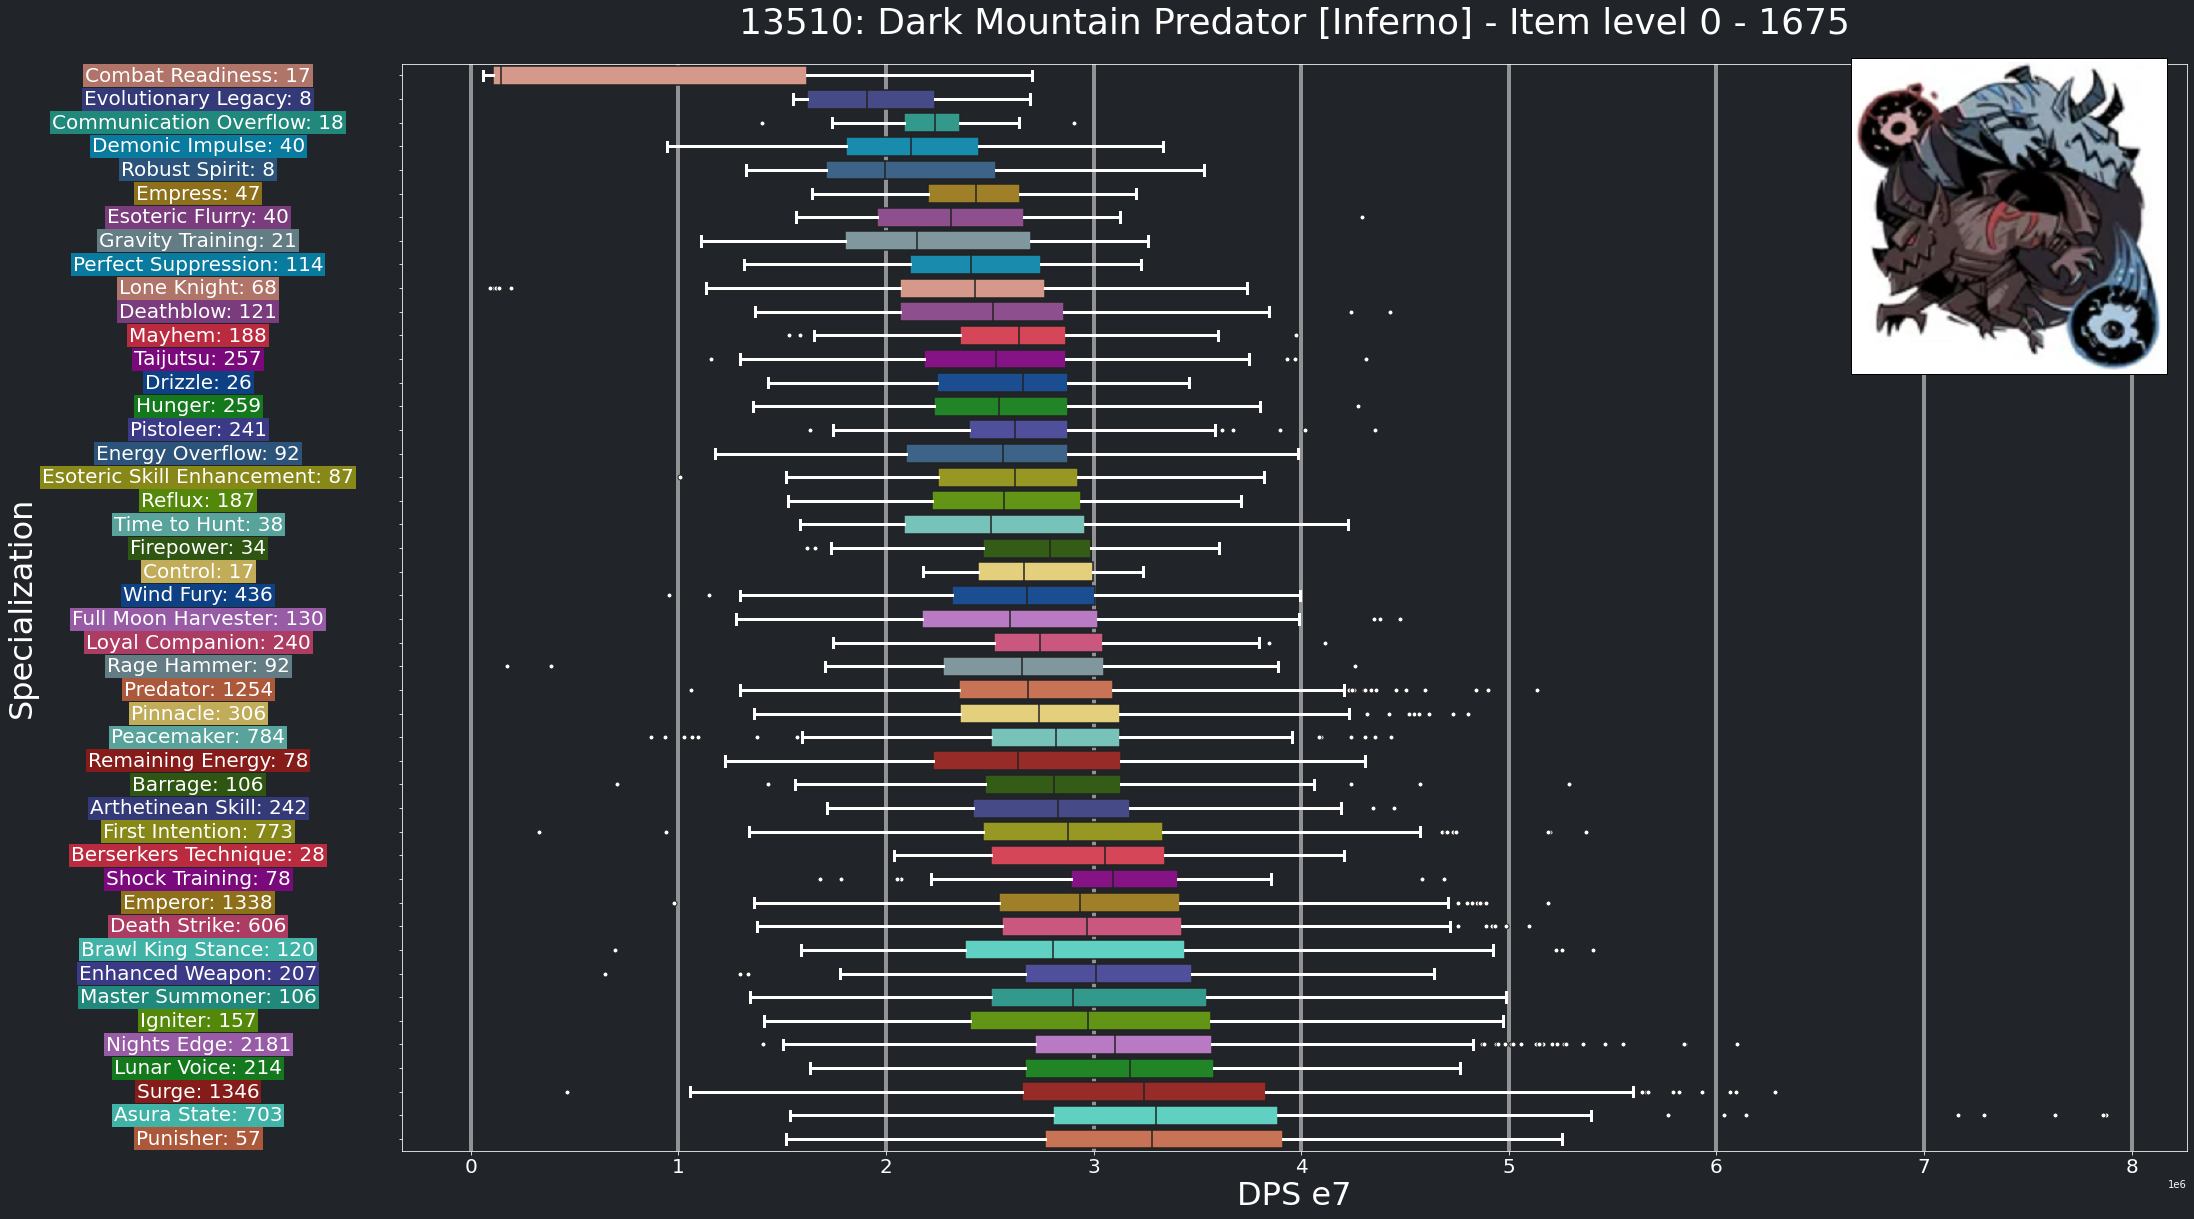 13510: Dark Mountain Predator [Inferno] - Item level 0 - 1675
Combat Readiness: 17
Evolutionary Legacy: 8
Communication Overflow: 18
Demonic Impulse: 40
Robust Spirit: 8
Empress: 47
Esoteric Flurry: 40
Gravity Training: 21
Perfect Suppression: 114
Lone Knight: 68
Deathblow: 121
Mayhem: 188
Taijutsu: 257
Drizzle: 26
Hunger: 259
Pistoleer: 241
Energy Overflow: 92
Esoteric Skill Enhancement: 87
Reflux: 187
Time to Hunt: 38
Firepower: 34
Control: 17
Wind Fury: 436
Full Moon Harvester: 130
Loyal Companion: 240
Rage Hammer: 92
Predator: 1254
Pinnacle: 306
Peacemaker: 784
Remaining Energy: 78
Barrage: 106
Arthetinean Skill: 242
First Intention: 773
Berserkers Technique: 28
Shock Training: 78
Emperor: 1338
Death Strike: 606
Brawl King Stance: 120
Enhanced Weapon: 207
Master Summoner: 106
Igniter: 157
Nights Edge: 2181
Lunar Voice: 214
Surge: 1346
Asura State: 703
Punisher: 57
Specialization
0 1 2 3 4 5 6 7 8
DPS e7
1e6